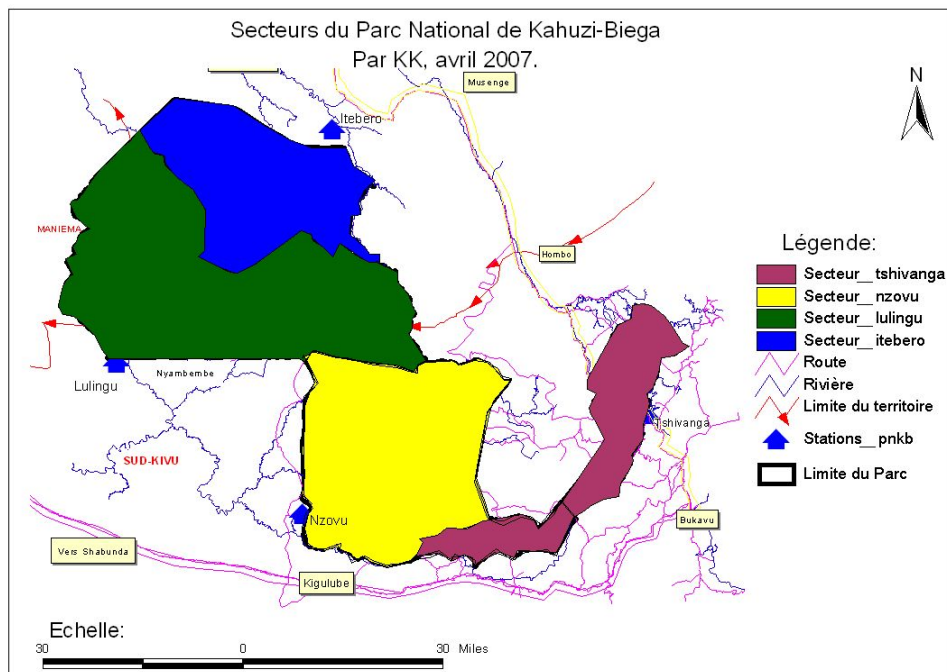 Secteurs du Parc National de Kahuzi-Biega
Par KK, avril 2007.
Musenge
N
Itebero
MANIEMA
Hombo
Légende:
Secteur__tshivanga
Secteur__nzovu
Secteur__lulingu
Secteur__itebero
Route
Rivière
Limite du territoire
Stations__pnkb
Limite du Parc
Lulingu
Nyambembe
Tshivanga
SUD-KIVU
Nzovu
Bukavu
Vers Shabunda
Kigulube
Echelle:
30 0 30 Miles